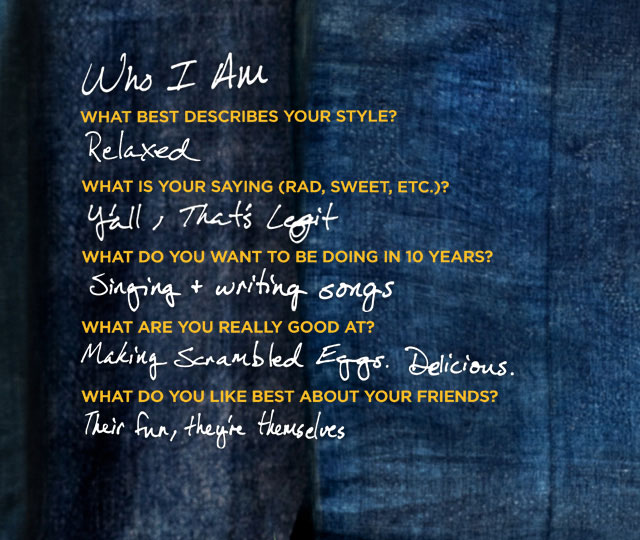 Who I Am
WHAT BEST DESCRIBES YOUR STYLE?
Relaxed
WHAT IS YOUR SAYING (RAD, SWEET, ETC.)?
Y'all, That's Legit
WHAT DO YOU WANT TO BE DOING IN 10 YEARS?
Singing + writing songs
WHAT ARE YOU REALLY GOOD AT?
Making Scrambled Eggs. Delicious.
WHAT DO YOU LIKE BEST ABOUT YOUR FRIENDS?
Their fun, they're themselves